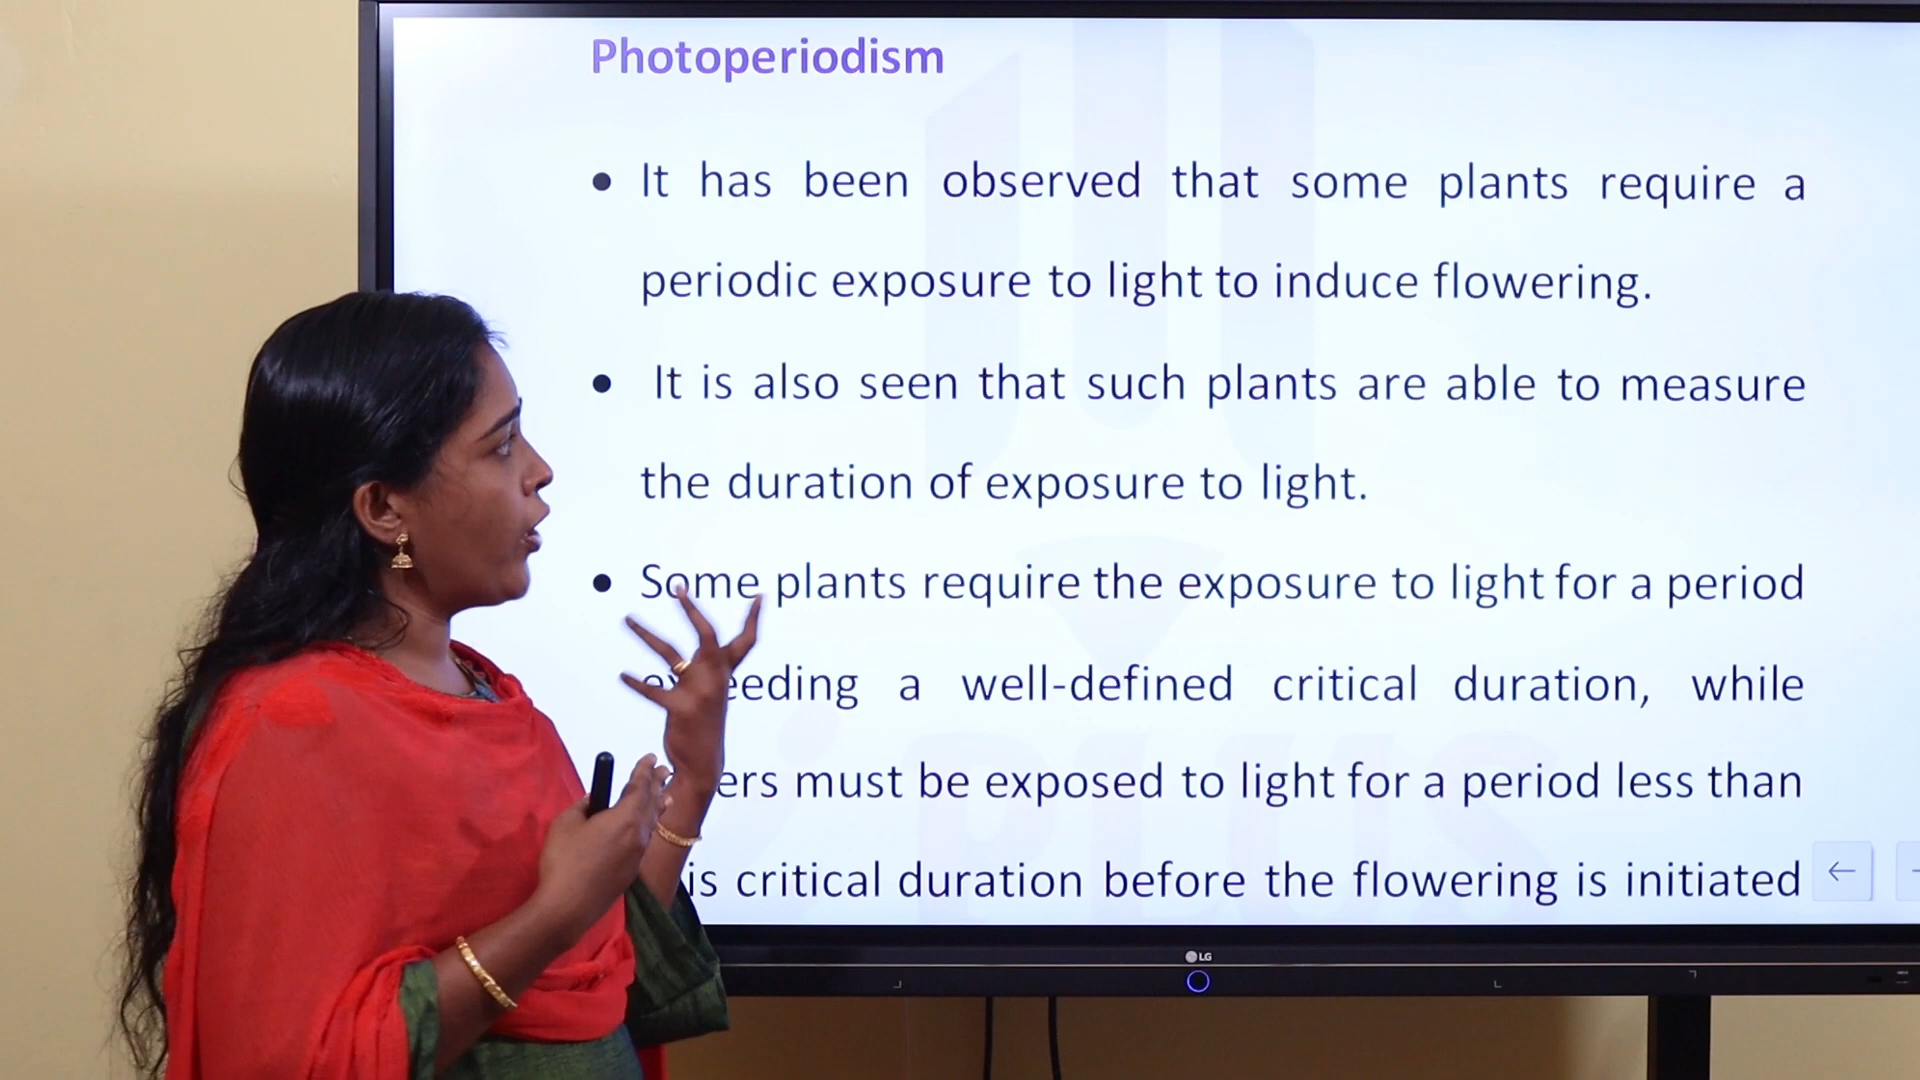 Photoperiodism
• It has been observed that some plants require a
periodic exposure to light to induce flowering.
• It is also seen that such plants are able to measure
the duration of exposure to light.
• Some plants require the exposure to light for a period
a well-defined critical duration, while
must be exposed to light for a period less than
critical duration before the flowering is initiated
LG
PLUS